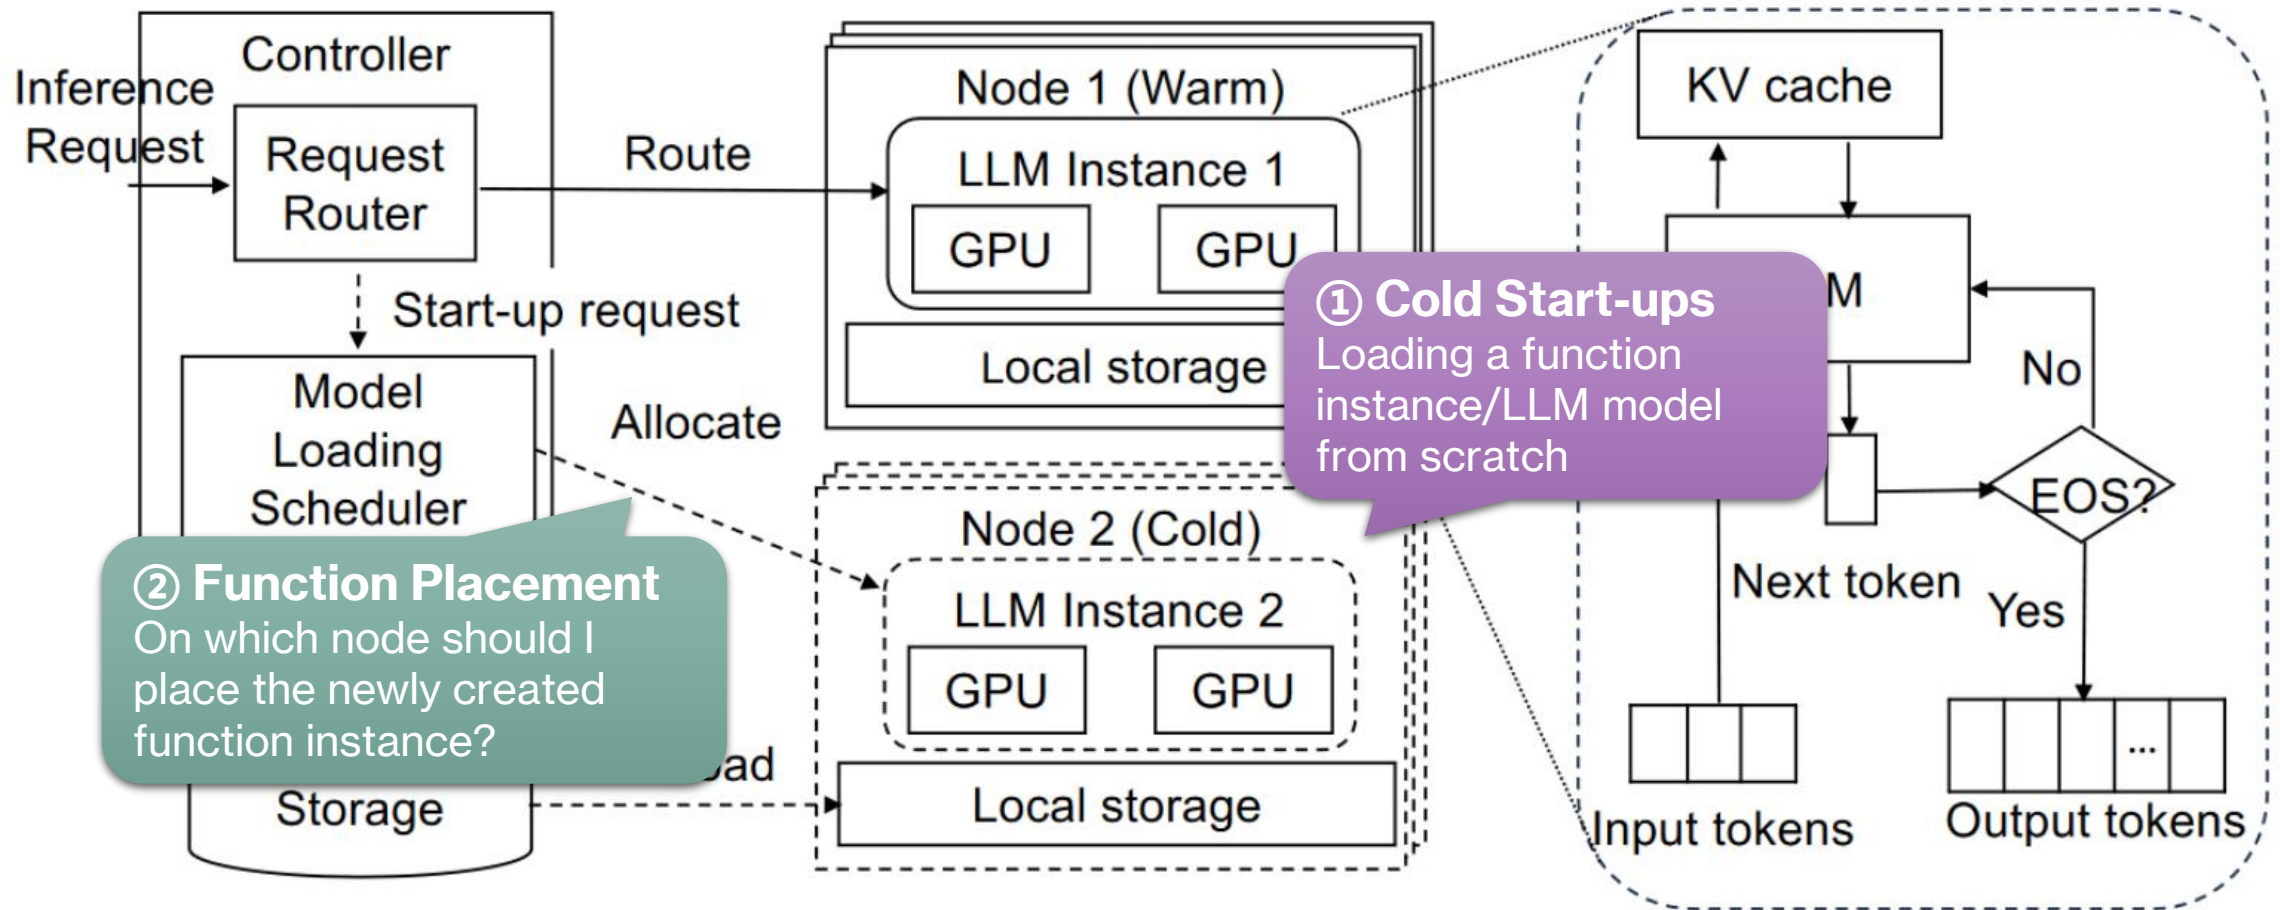 Controller
Inference
Request
Request
Router
Route
Start-up request
Model
Loading
Scheduler
Allocate
② Function Placement
On which node should I
place the newly created
function instance?
Storage
Node 1 (Warm)
LLM Instance 1
GPU
GPU
Local storage
① Cold Start-ups
Loading a function
instance/LLM model
from scratch
Node 2 (Cold)
LLM Instance 2
GPU
GPU
Local storage
KV cache
No
EOS?
Next token
Yes
...
Input tokens
Output tokens